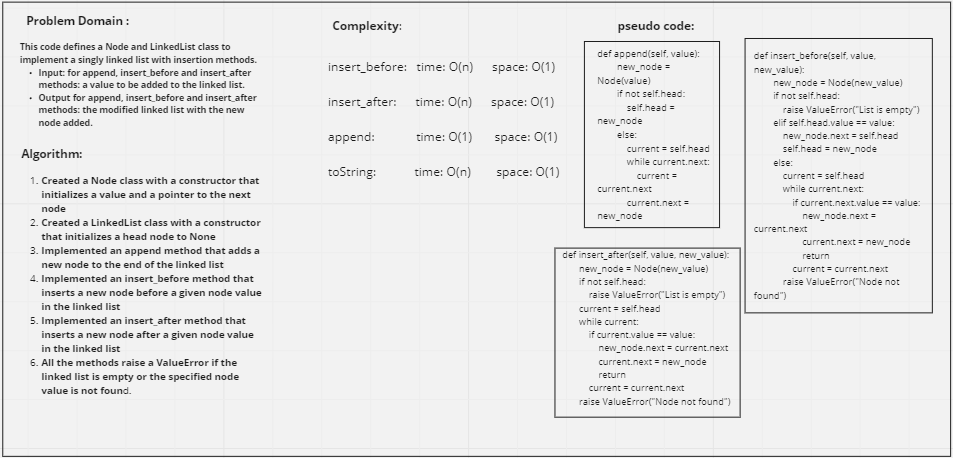 Problem Domain :
This code defines a Node and LinkedList class to
implement a singly linked list with insertion methods.
• Input: for append, insert_before and insert_after
methods: a value to be added to the linked list.
• Output for append, insert_before and insert_after
methods: the modified linked list with the new
node added.
Algorithm:
1. Created a Node class with a constructor that
initializes a value and a pointer to the next
node
2. Created a LinkedList class with a constructor
that initializes a head node to None
3. Implemented an append method that adds a
new node to the end of the linked list
4. Implemented an insert_before method that
inserts a new node before a given node value
in the linked list
5. Implemented an insert_after method that
inserts a new node after a given node value
in the linked list
6. All the methods raise a ValueError if the
linked list is empty or the specified node
value is not found.
Complexity:
insert_before: time: O(n) space: O(1)
insert_after: time: O(n) space: O(1)
append: time: O(1) space: O(1)
toString: time: O(n) space: O(1)
pseudo code:
def append(self, value):
new_node =
Node(value)
if not self.head:
self.head =
new_node
else:
current = self.head
while current.next:
current =
current.next
current.next =
new_node
def insert_after(self, value, new_value):
new_node = Node(new_value)
if not self.head:
raise ValueError("List is empty")
current = self.head
while current:
if current.value == value:
new_node.next = current.next
current.next = new_node
return
current = current.next
raise ValueError("Node not found")
def insert_before(self, value,
new_value):
new_node = Node(new_value)
if not self.head:
raise ValueError("List is empty")
elif self.head.value == value:
new_node.next = self.head
self.head = new_node
else:
current = self.head
while current.next:
if current.next.value == value:
new_node.next =
current.next
current.next = new_node
return
current = current.next
raise ValueError("Node not
found")